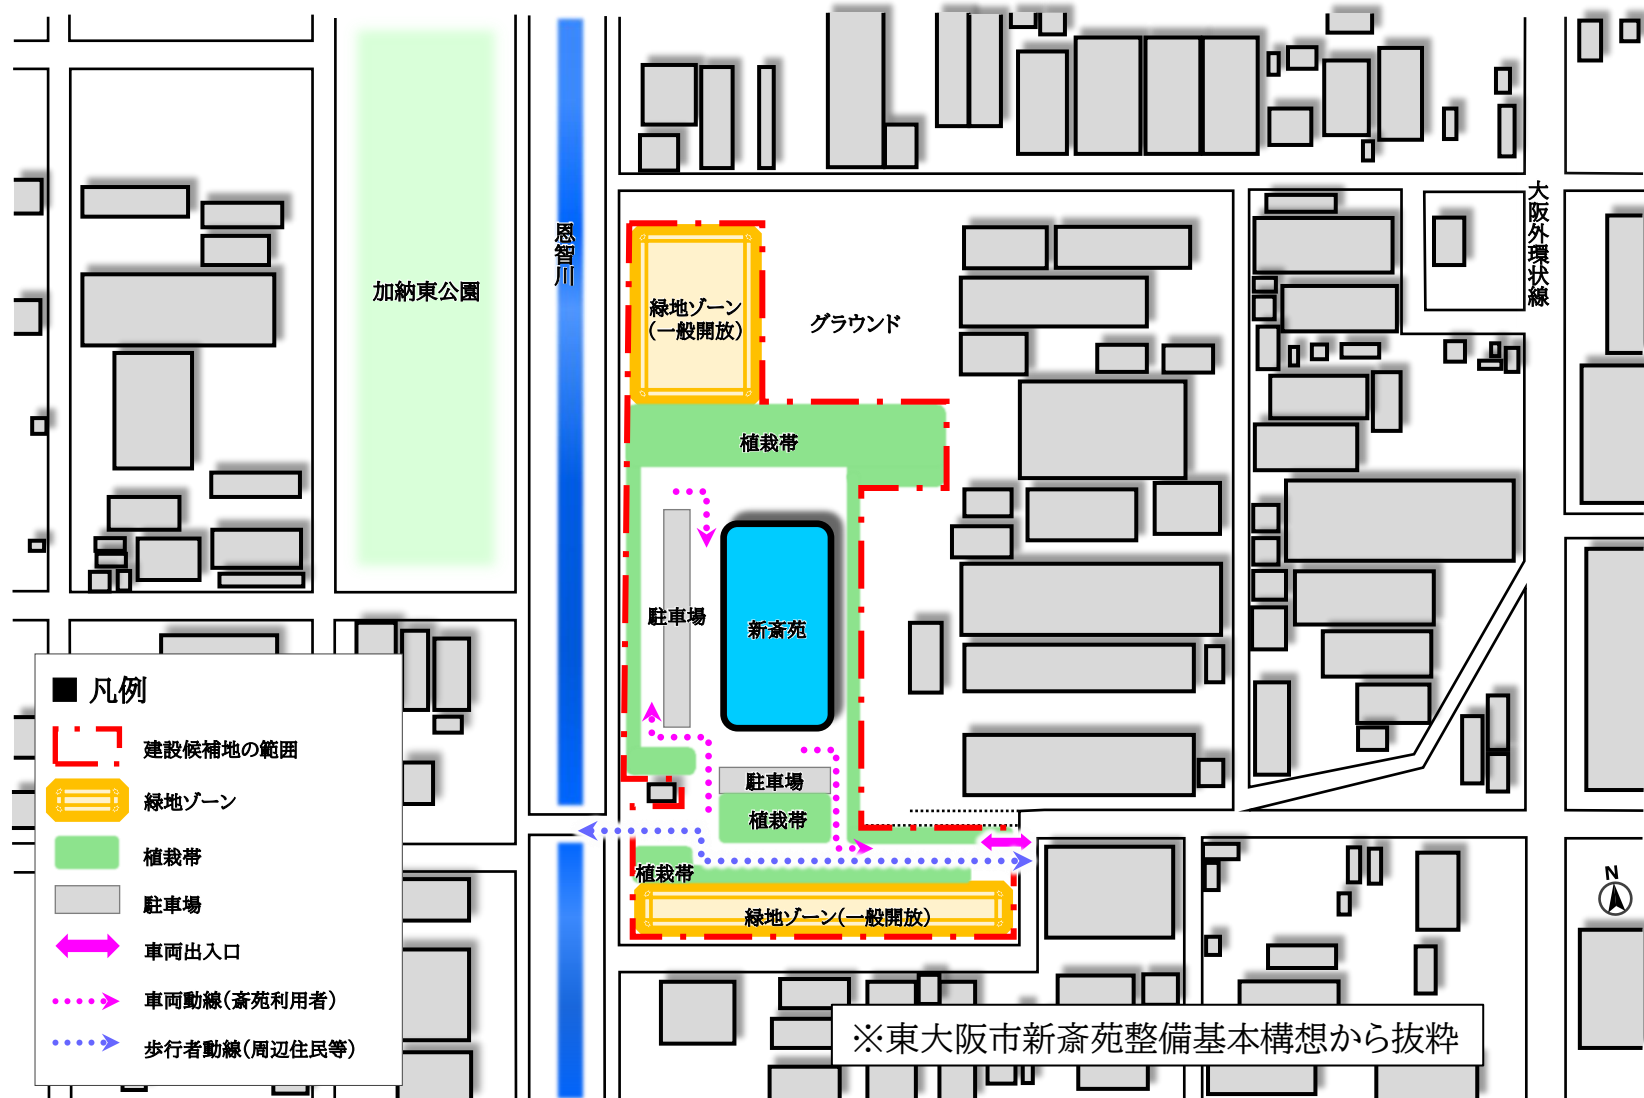 加納東公園
恩智川
緑地ゾーン
(一般開放)
グラウンド
大阪外環状線
植栽帯
駐車場
新斎苑
駐車場
植栽帯
植栽帯
緑地ゾーン(一般開放)
■ 凡例
建設候補地の範囲
緑地ゾーン
植栽帯
駐車場
車両出入口
車両動線(斎苑利用者)
歩行者動線(周辺住民等)
N
※東大阪市新斎苑整備基本構想から抜粋